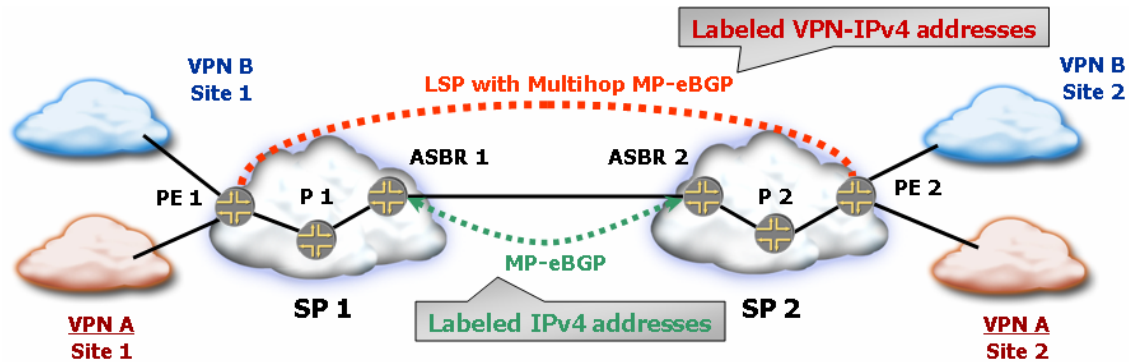 Labeled VPN-IPv4 addresses
VPN B
Site 1
VPN B
Site 2
LSP with Multihop MP-eBGP
ASBR 1
ASBR 2
PE 1
P 1
P 2
PE 2
MP-eBGP
SP 1
SP 2
Labeled IPv4 addresses
VPN A
Site 1
VPN A
Site 2